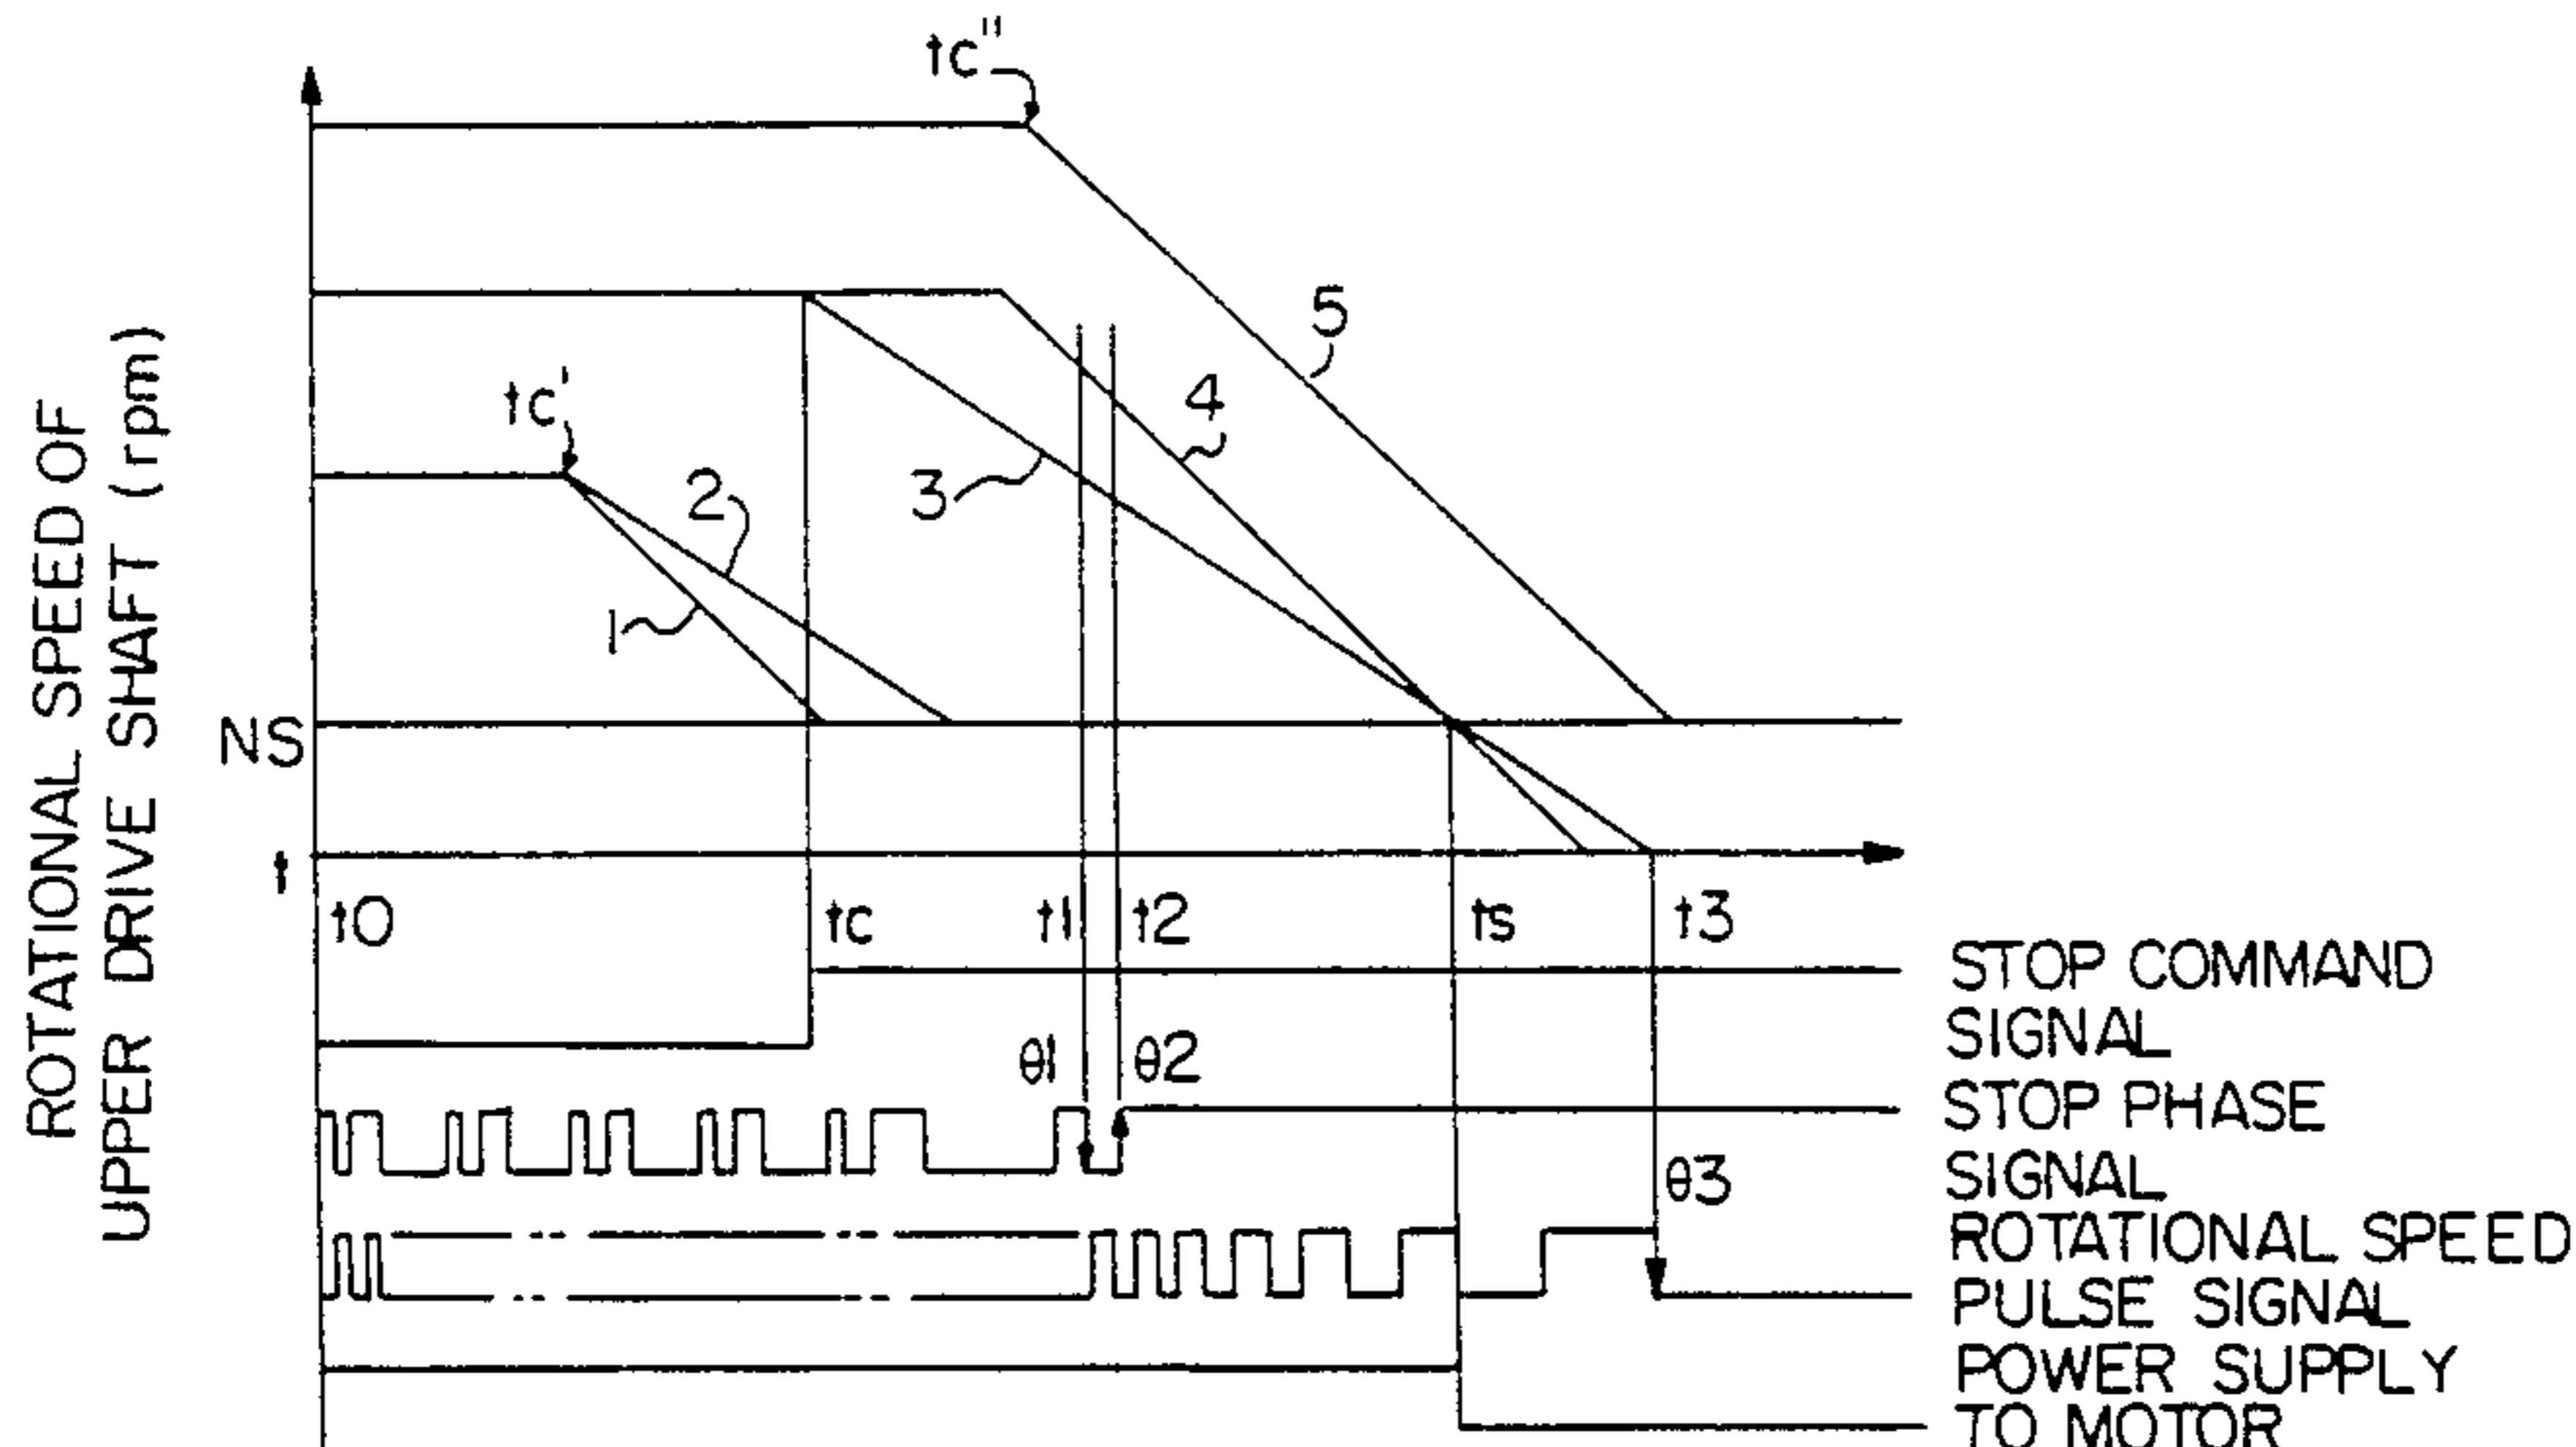 tc"
ROTATIONAL SPEED OF
UPPER DRIVE SHAFT (rpm)
5
4
tc'
3
2
1
NS
t
t0
tc
t1
t2
ts
t3
STOP COMMAND
SIGNAL
θ1
θ2
STOP PHASE
SIGNAL
θ3
ROTATIONAL SPEED
PULSE SIGNAL
POWER SUPPLY
TO MOTOR